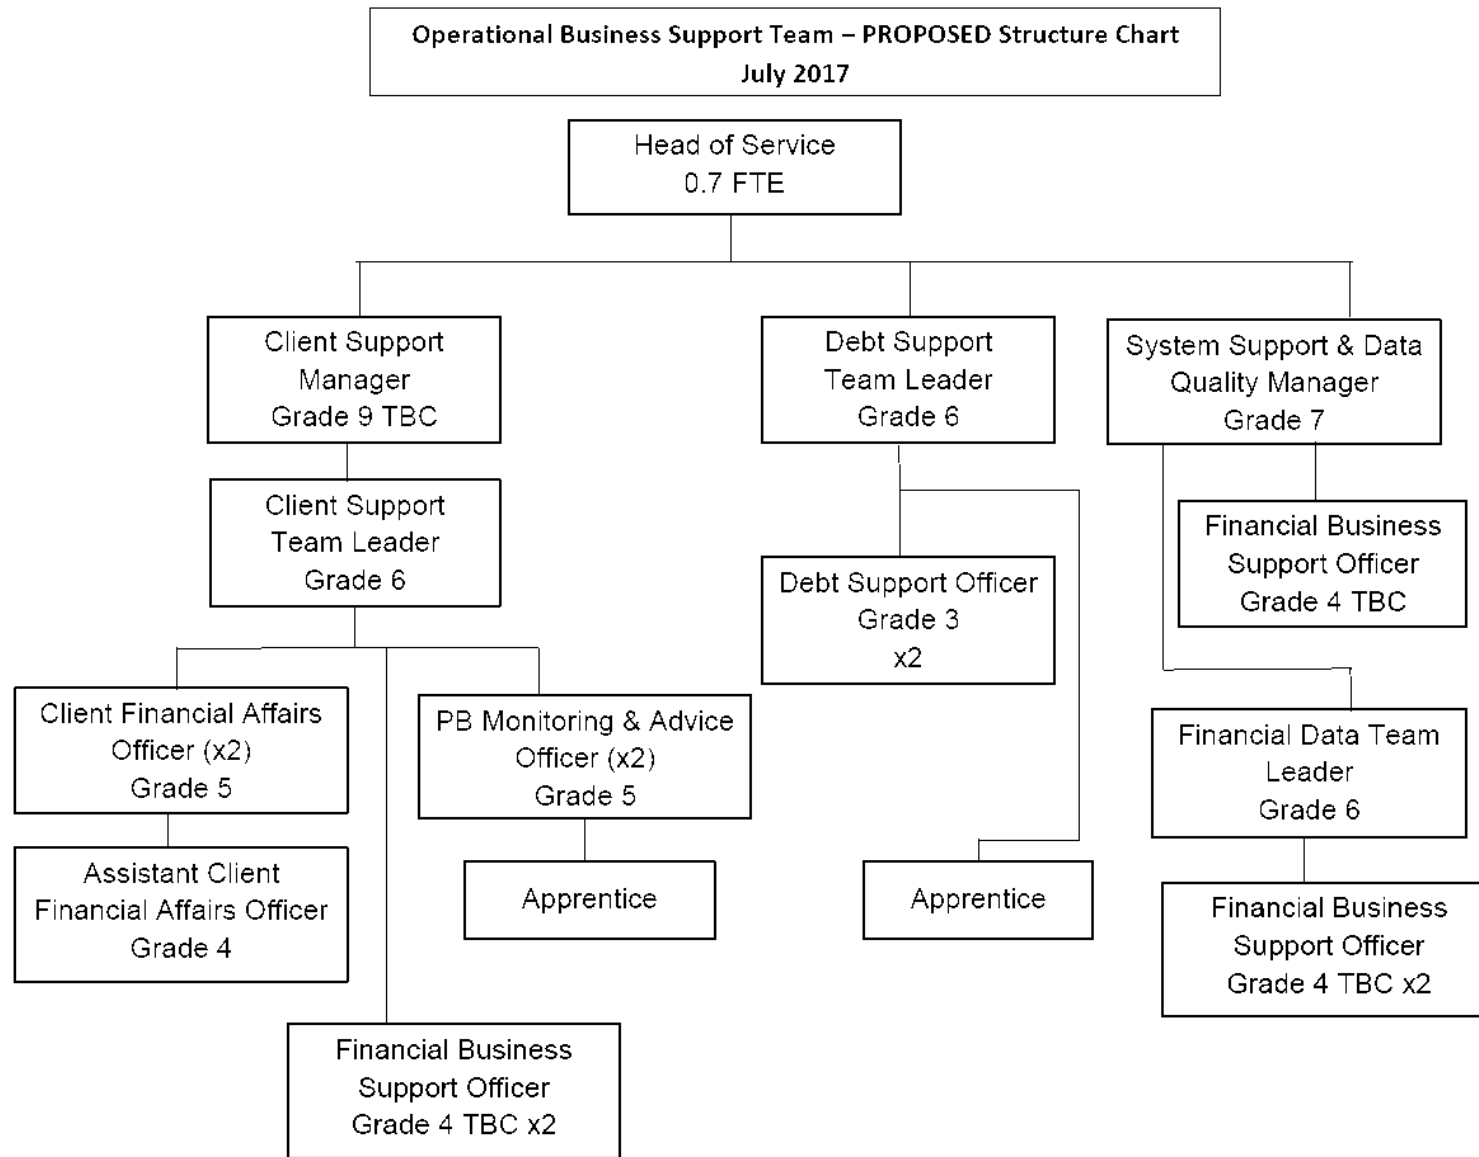 Operational Business Support Team – PROPOSED Structure Chart
July 2017
Head of Service
0.7 FTE
Client Support
Manager
Grade 9 TBC
Debt Support
Team Leader
Grade 6
System Support & Data
Quality Manager
Grade 7
Client Support
Team Leader
Grade 6
Financial Business
Support Officer
Grade 4 TBC
Debt Support Officer
Grade 3
x2
Client Financial Affairs
Officer (x2)
Grade 5
PB Monitoring & Advice
Officer (x2)
Grade 5
Financial Data Team
Leader
Grade 6
Assistant Client
Financial Affairs Officer
Grade 4
Apprentice
Apprentice
Financial Business
Support Officer
Grade 4 TBC x2
Financial Business
Support Officer
Grade 4 TBC x2